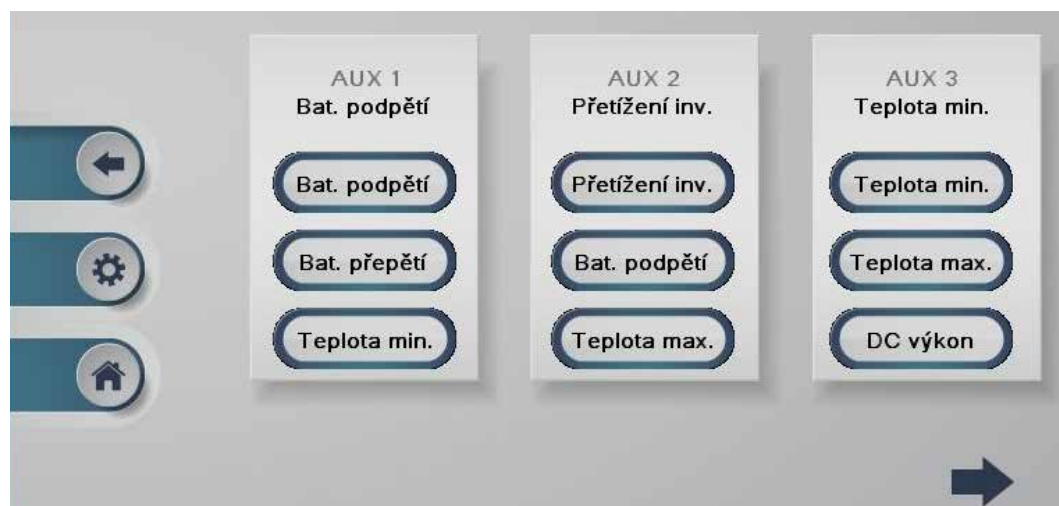 AUX 1
Bat. podpětí
Bat. podpětí
Bat. přepětí
Teplota min.
AUX 2
Přetížení inv.
Přetížení inv.
Bat. podpětí
Teplota max.
AUX 3
Teplota min.
Teplota min.
Teplota max.
DC výkon